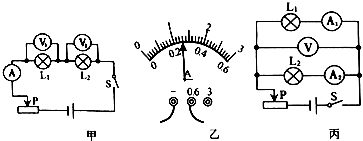 V₁ V₁
A L₁ L₂ S
P
甲
0 1 2 3
0 0.2 0.4 0.6
A
− 0.6 3
乙
L₁ A₁
V
L₂ A₂
P S
丙